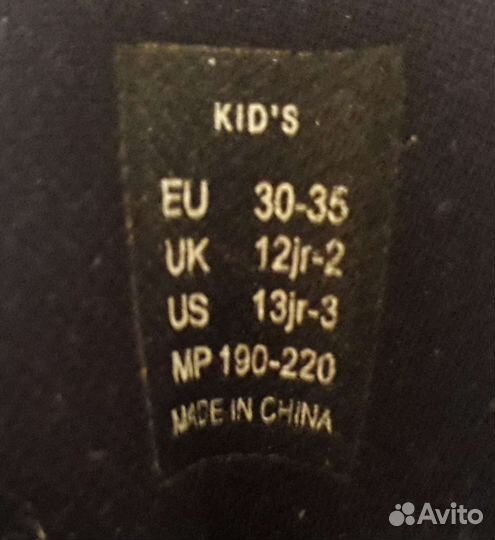 KID'S
EU 30-35
UK 12jr-2
US 13jr-3
MP 190-220
MADE IN CHINA
Avito